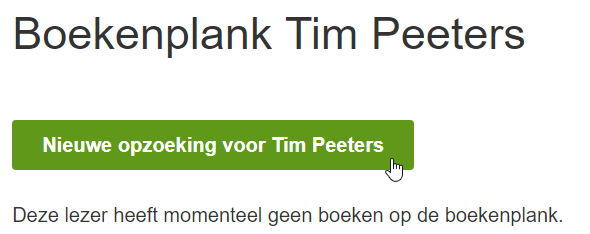 Boekenplank Tim Peeters
Nieuwe opzoeking voor Tim Peeters
Deze lezer heeft momenteel geen boeken op de boekenplank.